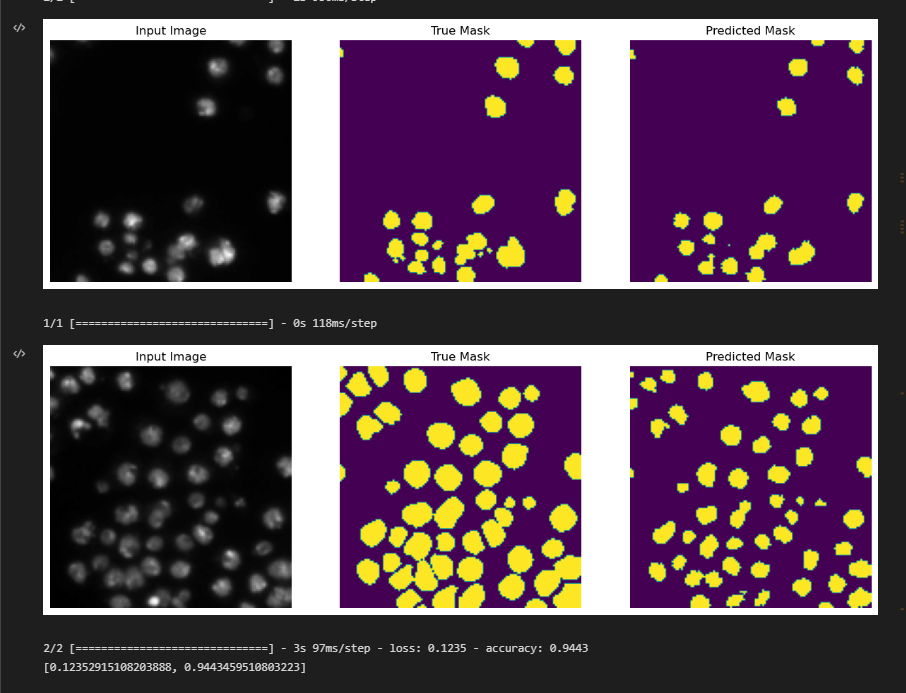 Input Image True Mask Predicted Mask
1/1 [==============================] - 0s 118ms/step
Input Image True Mask Predicted Mask
2/2 [==============================] - 3s 97ms/step - loss: 0.1235 - accuracy: 0.9443
[0.12352915108203888, 0.9443459510803223]